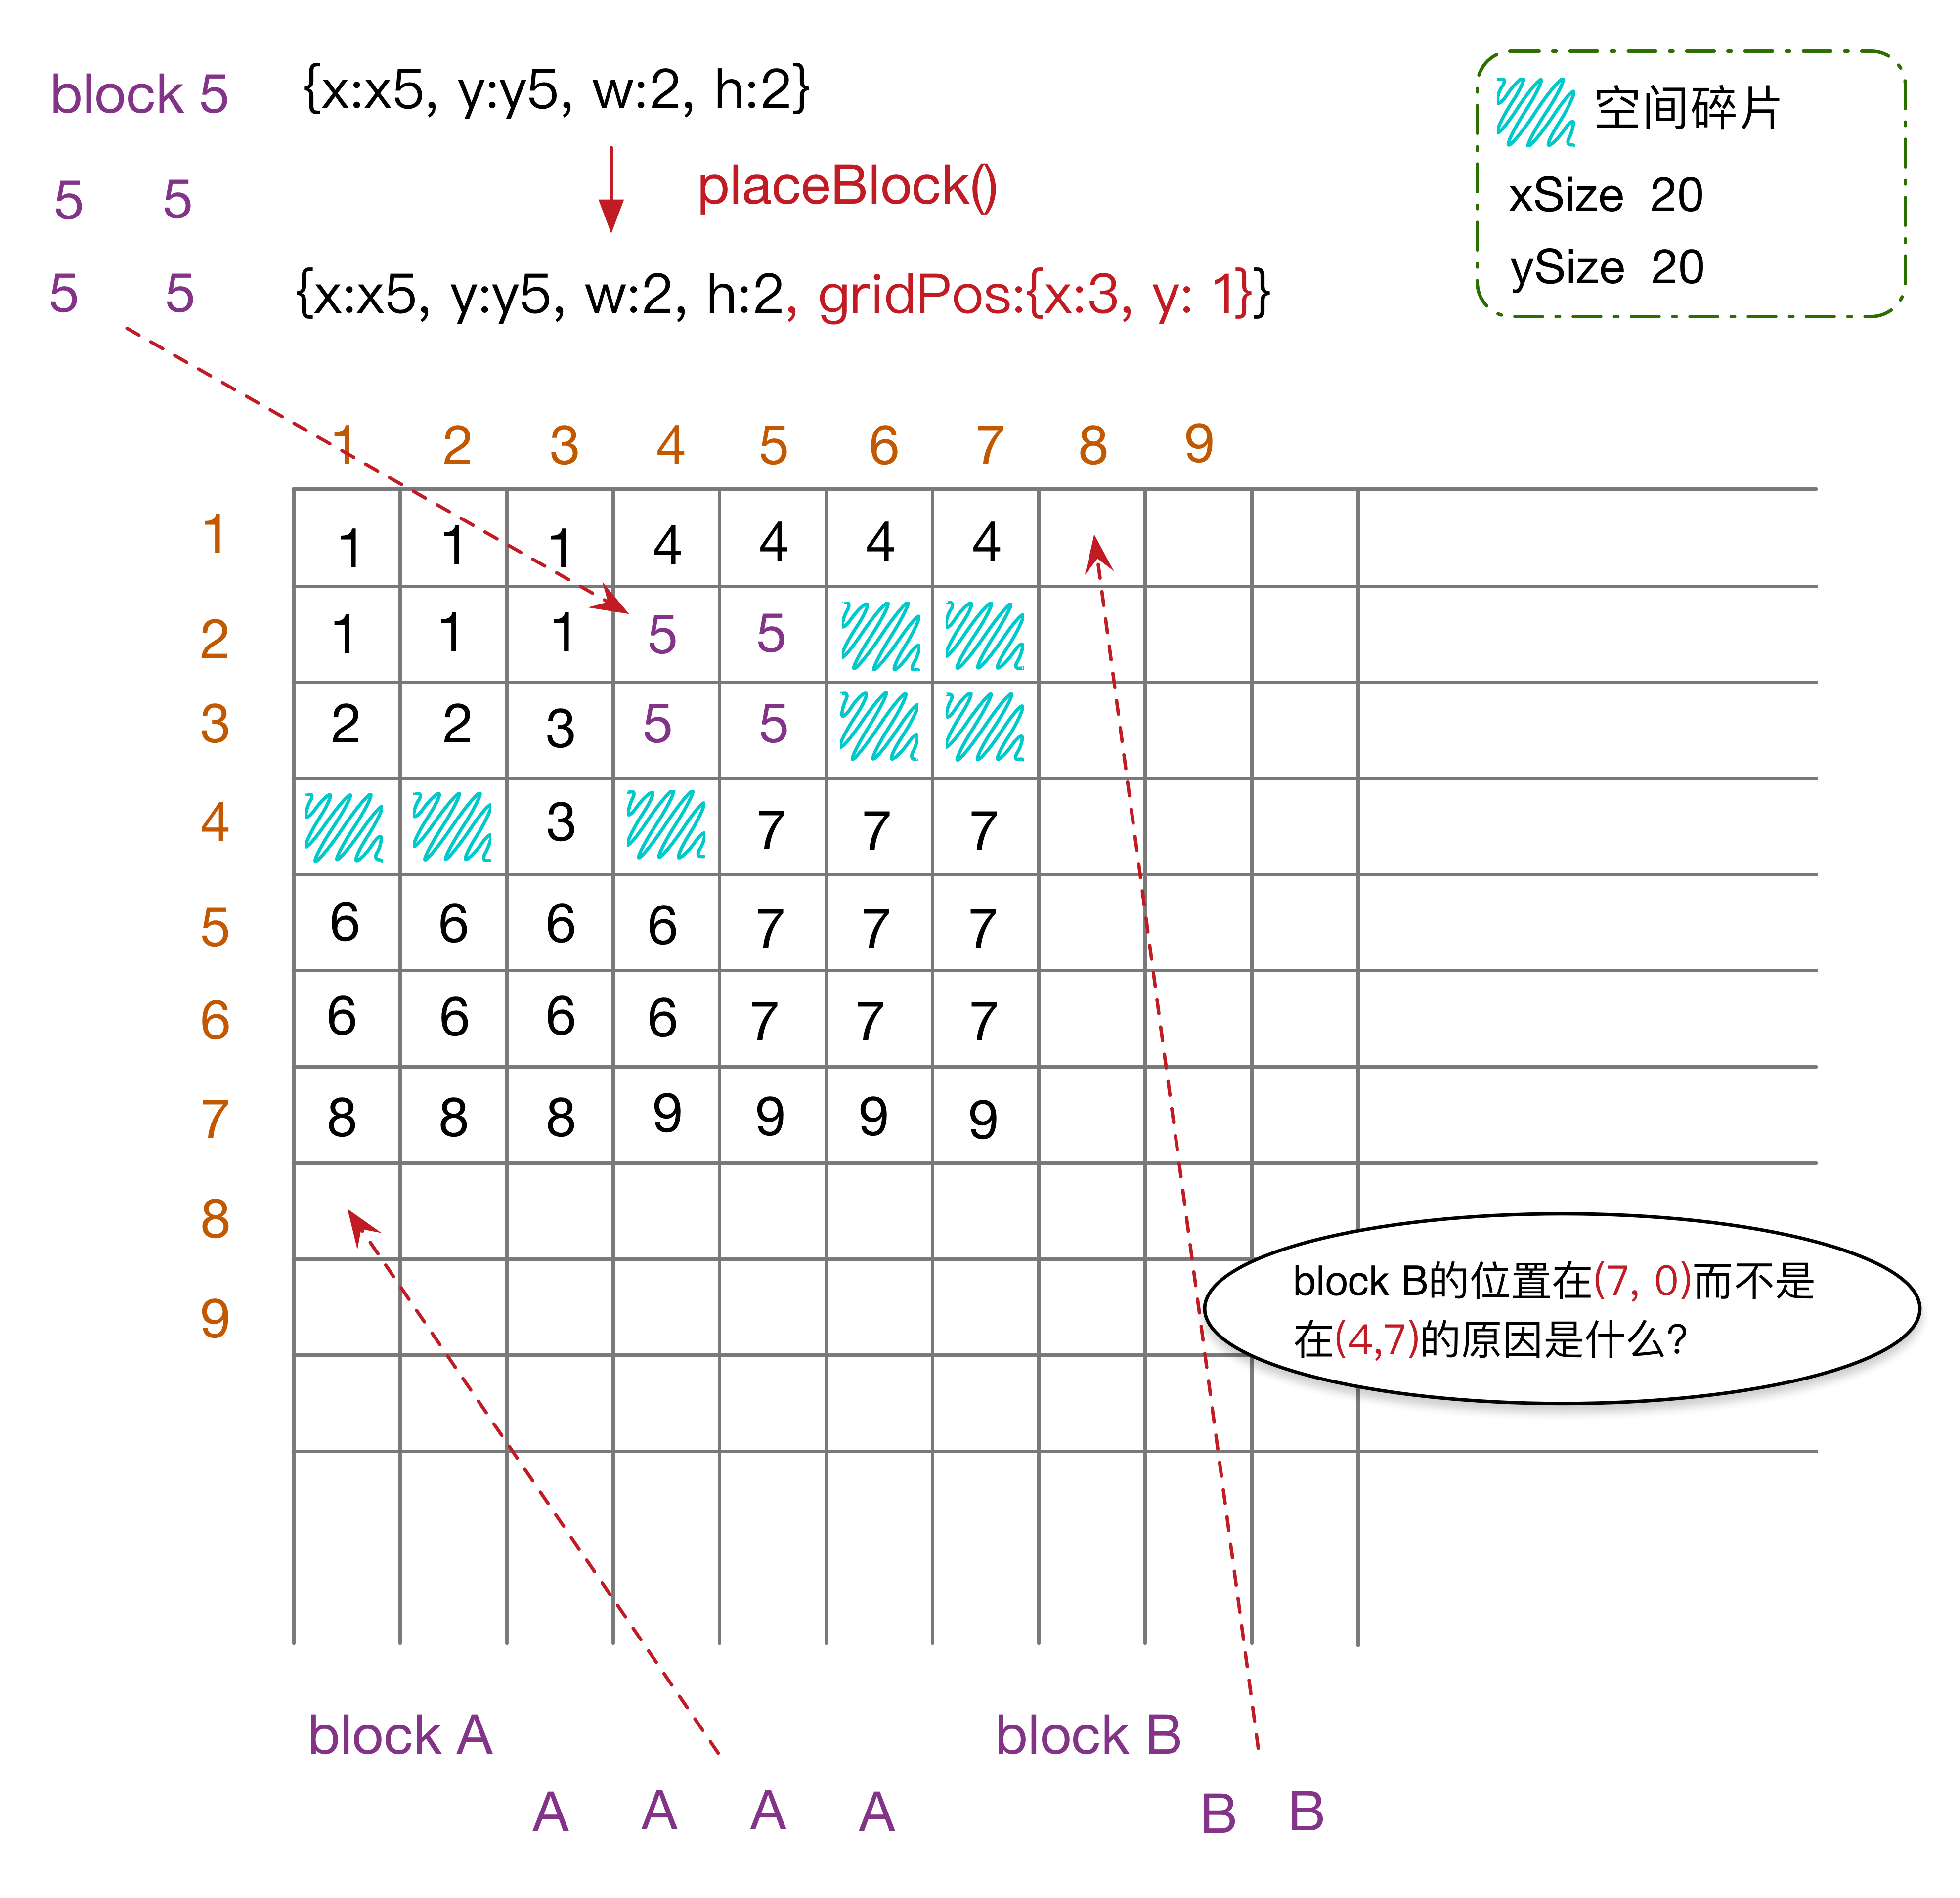 block 5 {x:x5, y:y5, w:2, h:2}
空间碎片
5 5 placeBlock()
xSize 20
ySize 20
5 5 {x:x5, y:y5, w:2, h:2, gridPos:{x:3, y: 1}}
1 2 3 4 5 6 7 8 9
1 1 1 1 4 4 4 4
2 1 1 1 5 5
3 2 2 3 5 5
4 3 7 7 7
5 6 6 6 6 7 7 7
6 6 6 6 6 7 7 7
7 8 8 8 9 9 9 9
8
9
block B的位置在(7, 0)而不是
在(4,7)的原因是什么?
block A block B
A A A A B B